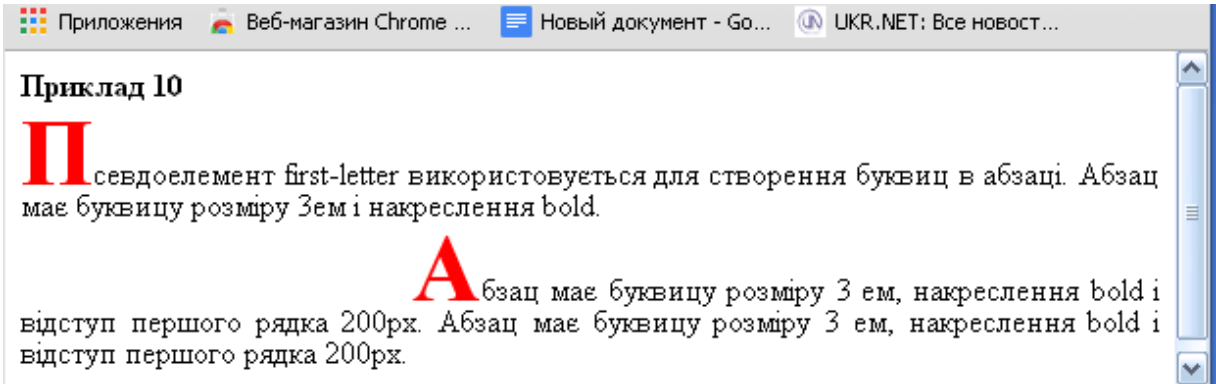 Приложения Веб-магазин Chrome ... Новый документ - Go... UKR.NET: Все новост...
Приклад 10
Псевдоелемент first-letter використовується для створення буквиц в абзаці. Абзац
має буквицу розміру 3ем і накреслення bold.
Абзац має буквицу розміру 3 ем, накреслення bold і
відступ першого рядка 200px. Абзац має буквицу розміру 3 ем, накреслення bold і
відступ першого рядка 200px.